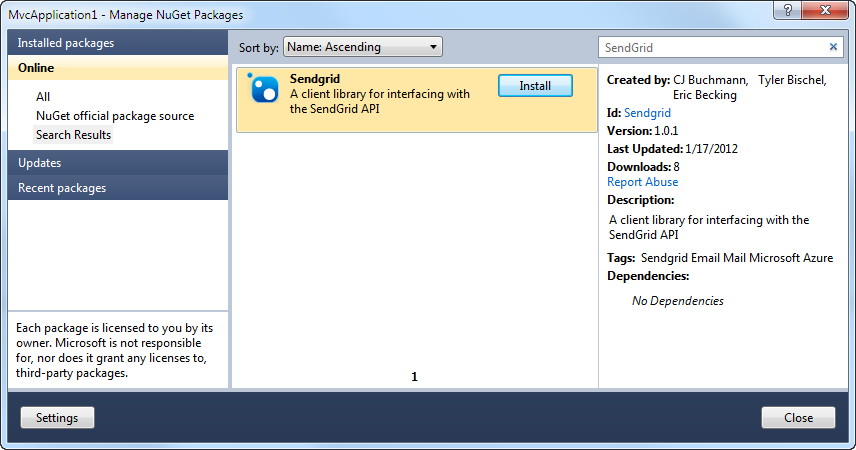 MvcApplication1 - Manage NuGet Packages
?
Installed packages
Online
All
NuGet official package source
Search Results
Updates
Recent packages
Each package is licensed to you by its
owner. Microsoft is not responsible
for, nor does it grant any licenses to,
third-party packages.
Sort by: Name: Ascending
Sendgrid
A client library for interfacing with
the SendGrid API
Install
1
SendGrid
Created by: CJ Buchmann, Tyler Bischel,
Eric Becking
Id: Sendgrid
Version: 1.0.1
Last Updated: 1/17/2012
Downloads: 8
Report Abuse
Description:
A client library for interfacing with the
SendGrid API
Tags: Sendgrid Email Mail Microsoft Azure
Dependencies:
No Dependencies
Settings
Close